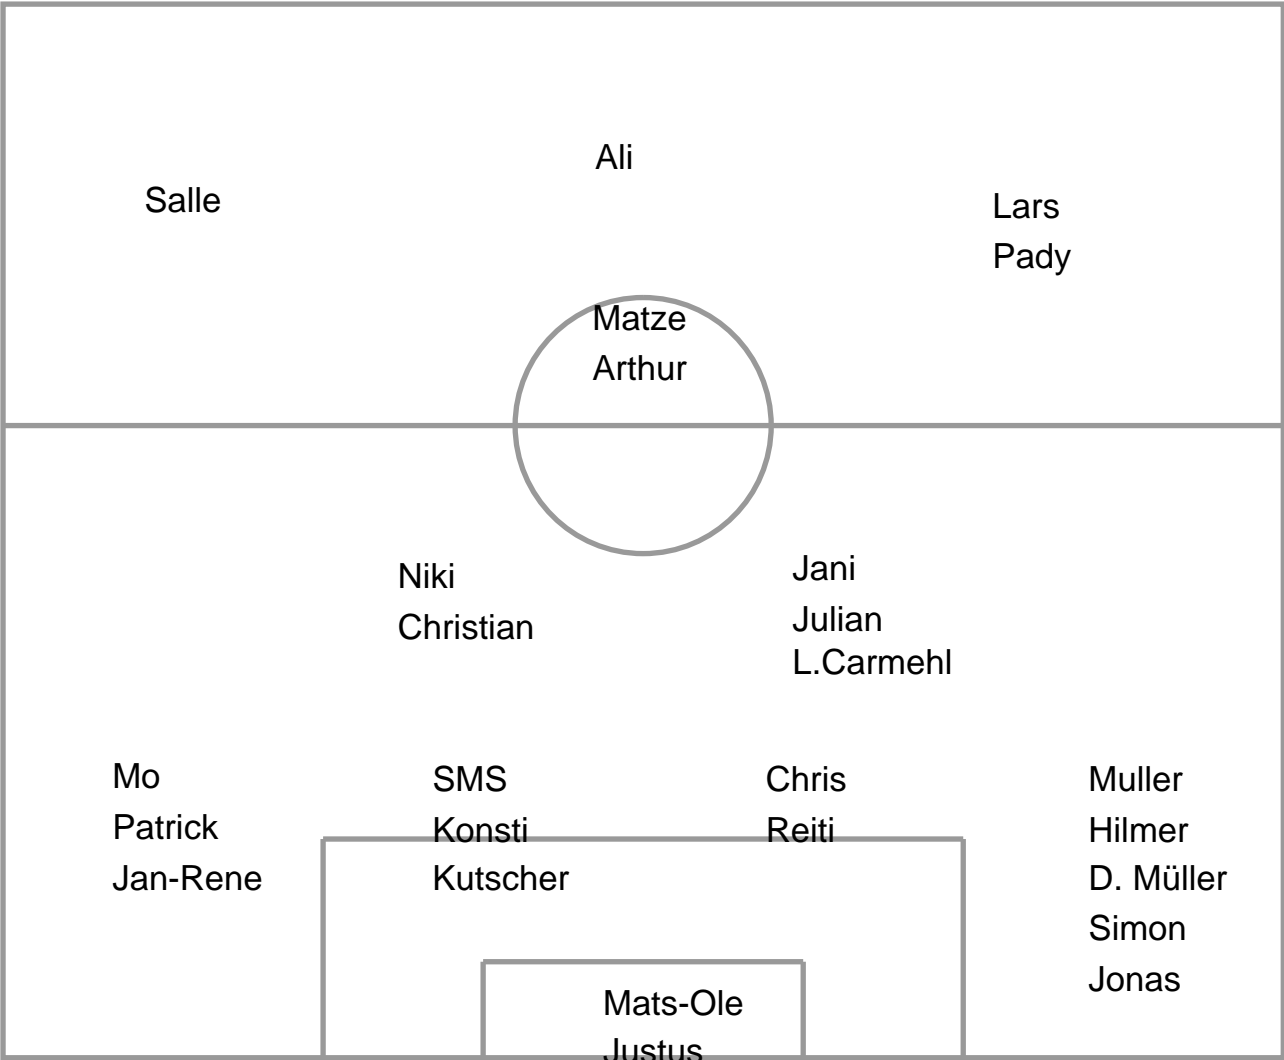 Ali
Salle
Lars
Pady
Matze
Arthur
Niki
Christian
Jani
Julian
L.Carmehl
Mo
Patrick
Jan-Rene
SMS
Konsti
Kutscher
Chris
Reiti
Muller
Hilmer
D. Müller
Simon
Jonas
Mats-Ole
Justus